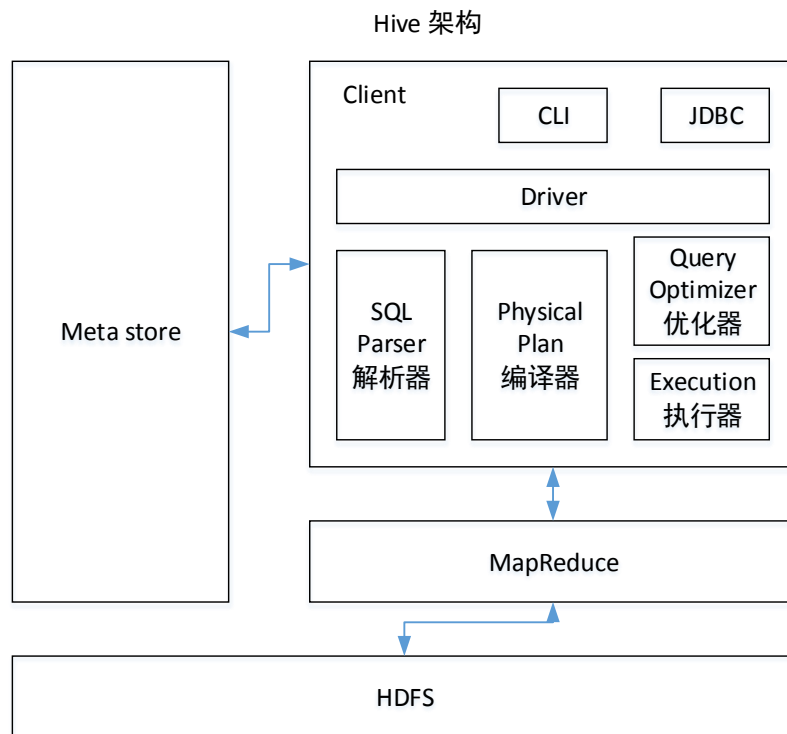 Hive 架构
Client
CLI
JDBC
Driver
Meta store
SQL
Parser
解析器
Physical
Plan
编译器
Query
Optimizer
优化器
Execution
执行器
MapReduce
HDFS